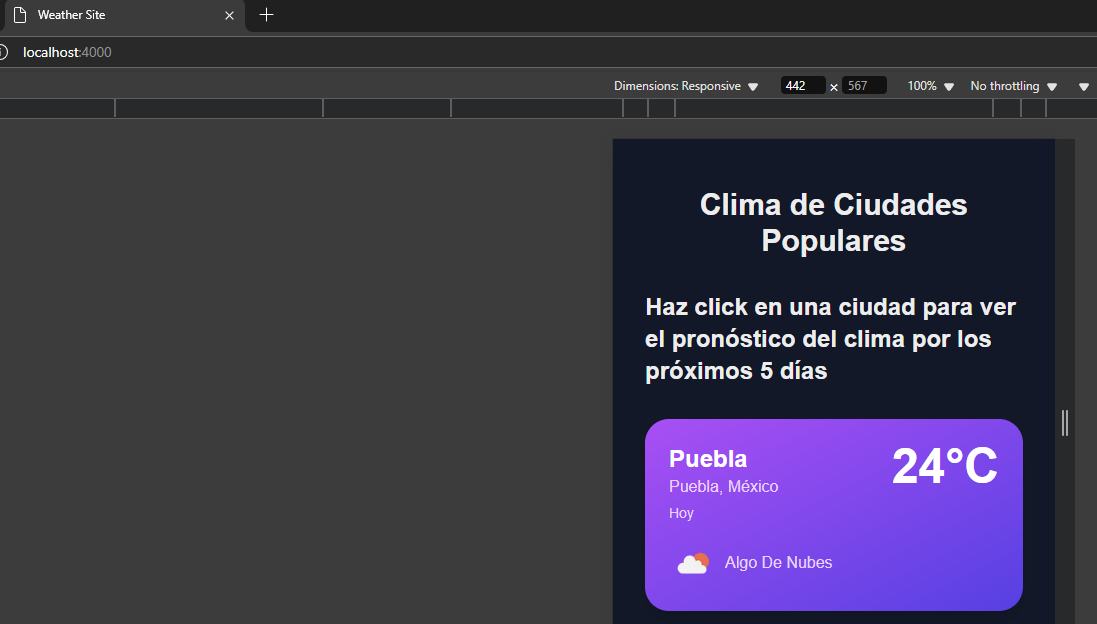 Weather Site
localhost:4000
Dimensions: Responsive 442 x 567 100% No throttling
Clima de Ciudades
Populares
Haz click en una ciudad para ver
el pronóstico del clima por los
próximos 5 días
Puebla
24°C
Puebla, México
Hoy
Algo De Nubes